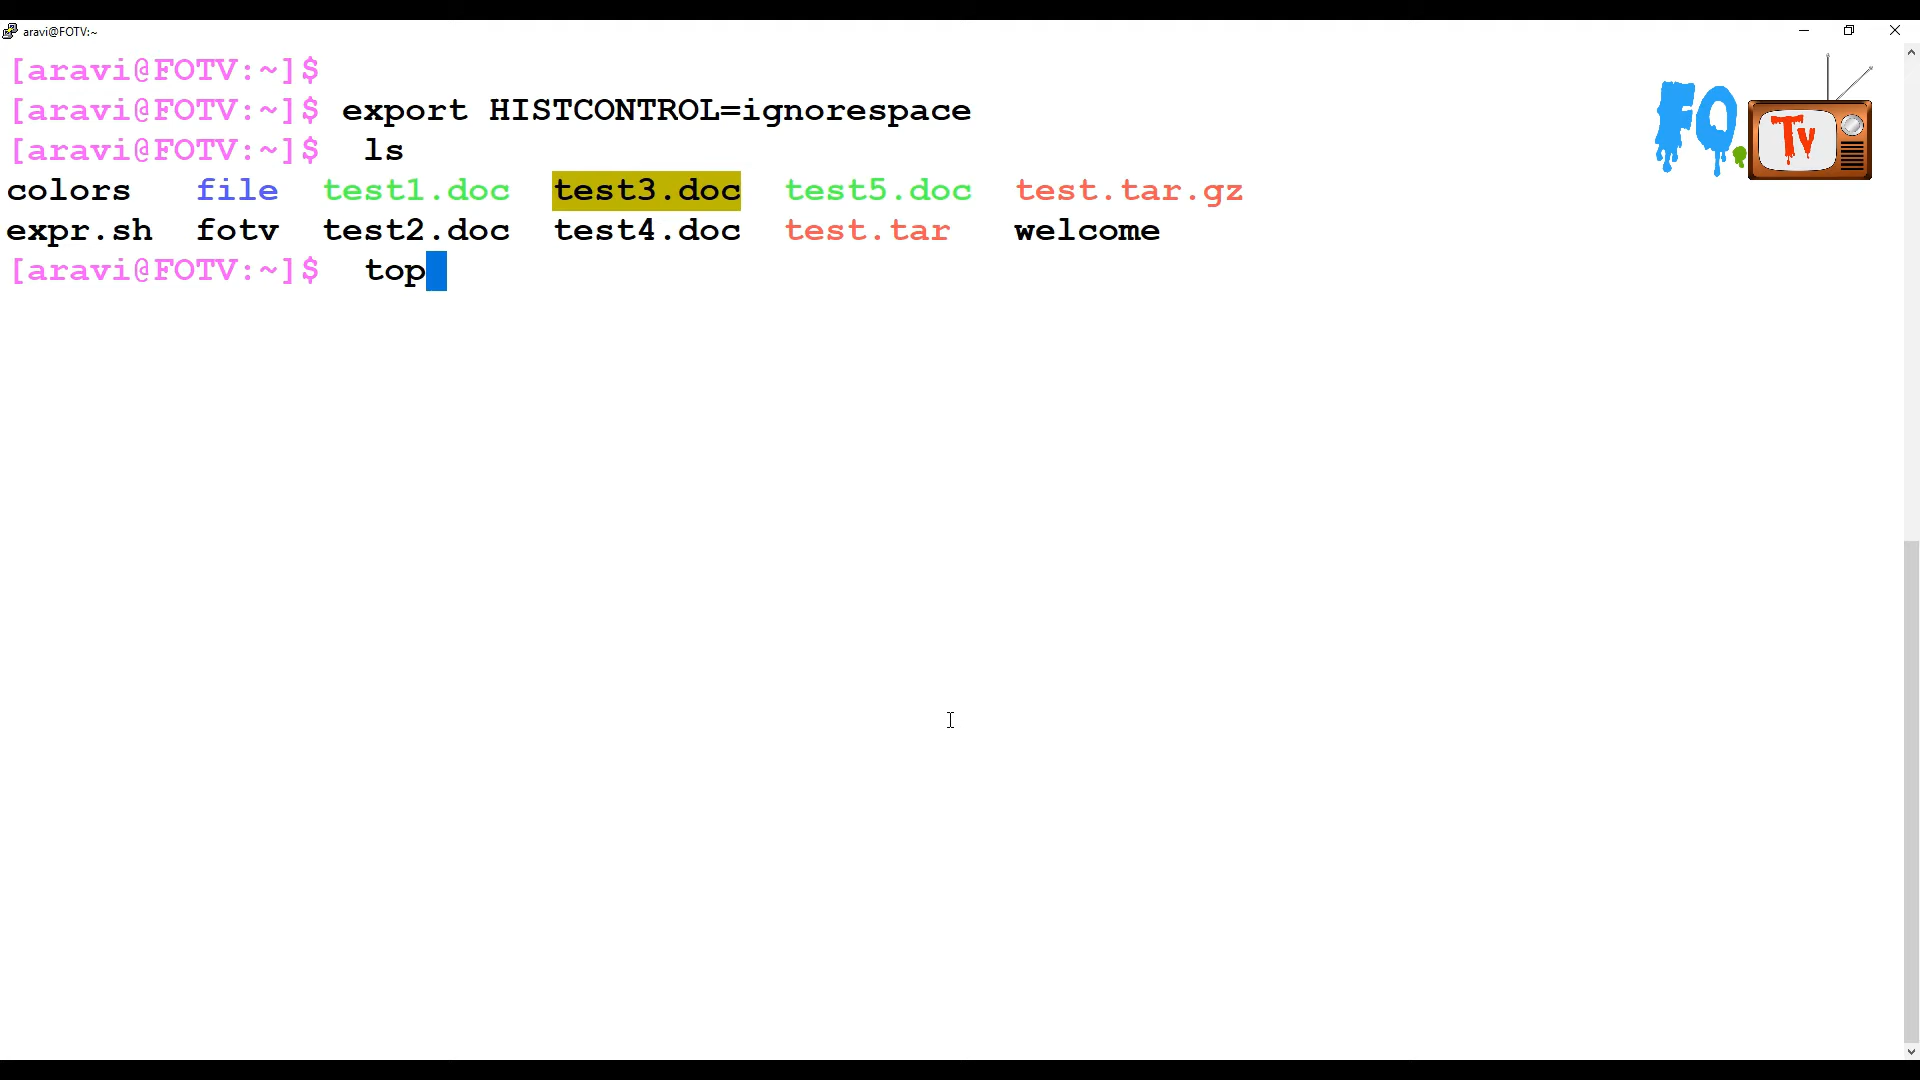 aravi@FOTV:~
[aravi@FOTV:~]$
[aravi@FOTV:~]$ export HISTCONTROL=ignorespace
[aravi@FOTV:~]$  ls
colors   file  test1.doc  test3.doc  test5.doc  test.tar.gz
expr.sh  fotv  test2.doc  test4.doc  test.tar   welcome
[aravi@FOTV:~]$  top
FO.
Tv